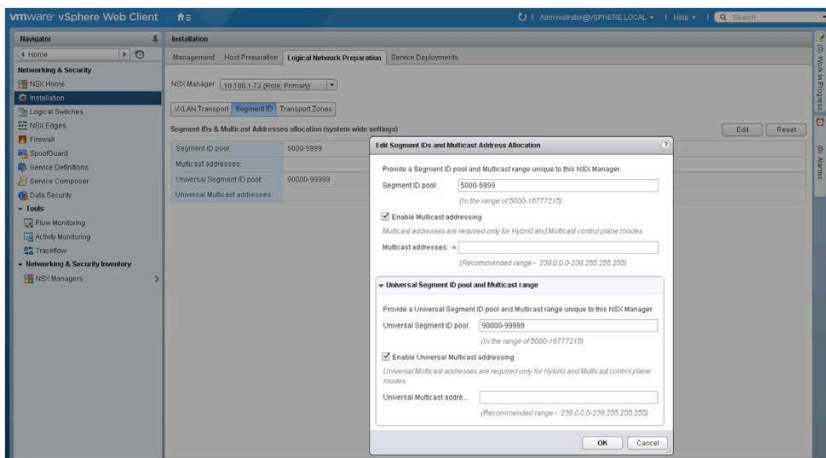 vmware® vSphere Web Client
Administrator@VSPHERE.LOCAL
Help
Search
Navigator
Home
Networking & Security
NSX Home
Installation
Logical Switches
NSX Edges
Firewall
SpoofGuard
Service Definitions
Service Composer
Data Security
Tools
Flow Monitoring
Activity Monitoring
Traceflow
Networking & Security Inventory
NSX Managers
Installation
Management Host Preparation Logical Network Preparation Service Deployments
NSX Manager: 10.100.1.72 (Role: Primary)
VXLAN Transport Segment ID Transport Zones
Segment IDs & Multicast Addresses allocation (system wide settings)
Edit Reset
Segment ID pool: 5000-5999
Multicast addresses:
Universal Segment ID pool: 90000-99999
Universal Multicast addresses:
Edit Segment IDs and Multicast Address Allocation
Provide a Segment ID pool and Multicast range unique to this NSX Manager.
Segment ID pool: 5000-5999
(In the range of 5000-16777215)
Enable Multicast addressing
Multicast addresses are required only for Hybrid and Multicast control plane modes.
Multicast addresses: *
(Recommended range - 239.0.0.0-239.255.255.255)
Universal Segment ID pool and Multicast range
Provide a Universal Segment ID pool and Multicast range unique to this NSX Manager.
Universal Segment ID pool: 90000-99999
(In the range of 5000-16777215)
Enable Universal Multicast addressing
Universal Multicast addresses are required only for Hybrid and Multicast control plane
modes.
Universal Multicast addre...
(Recommended range - 239.0.0.0-239.255.255.255)
OK Cancel
(0) Work In Progress
(0) Alarms